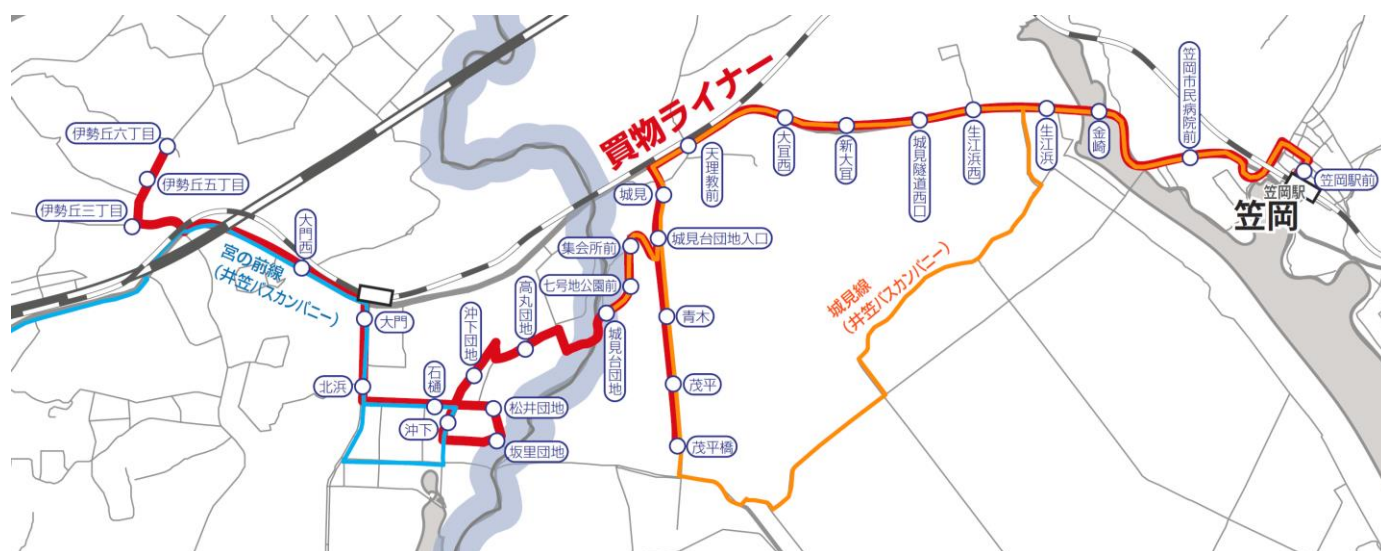 買物ライナー
伊勢丘六丁目
伊勢丘五丁目
伊勢丘三丁目
大門西
宮の前線
(井笠バスカンパニー)
大門
北浜
石樋
沖下
松井団地
坂里団地
沖下団地
高丸団地
城見台団地
七号地公園前
集会所前
城見台団地入口
青木
茂平
茂平橋
城見
天理教前
大宜西
新大宜
城見隧道西口
生江浜西
生江浜
金崎
笠岡市民病院前
笠岡駅前
笠岡駅
笠岡
城見線
(井笠バスカンパニー)